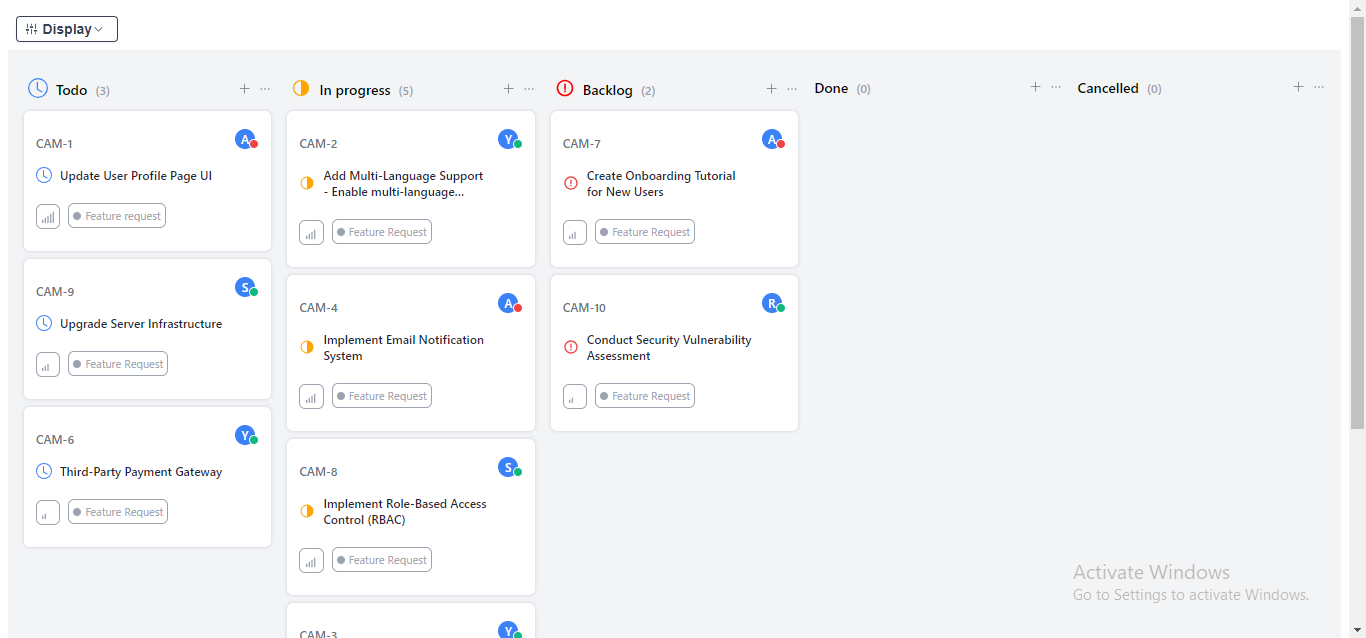 Display
Todo (3)
CAM-1
A
Update User Profile Page UI
Feature request
CAM-9
S
Upgrade Server Infrastructure
Feature Request
CAM-6
Y
Third-Party Payment Gateway
Feature Request
In progress (5)
CAM-2
Y
Add Multi-Language Support
- Enable multi-language...
Feature Request
CAM-4
A
Implement Email Notification
System
Feature Request
CAM-8
S
Implement Role-Based Access
Control (RBAC)
Feature Request
CAM-3
Y
Backlog (2)
CAM-7
A
Create Onboarding Tutorial
for New Users
Feature Request
CAM-10
R
Conduct Security Vulnerability
Assessment
Feature Request
Done (0)
Cancelled (0)
Activate Windows
Go to Settings to activate Windows.